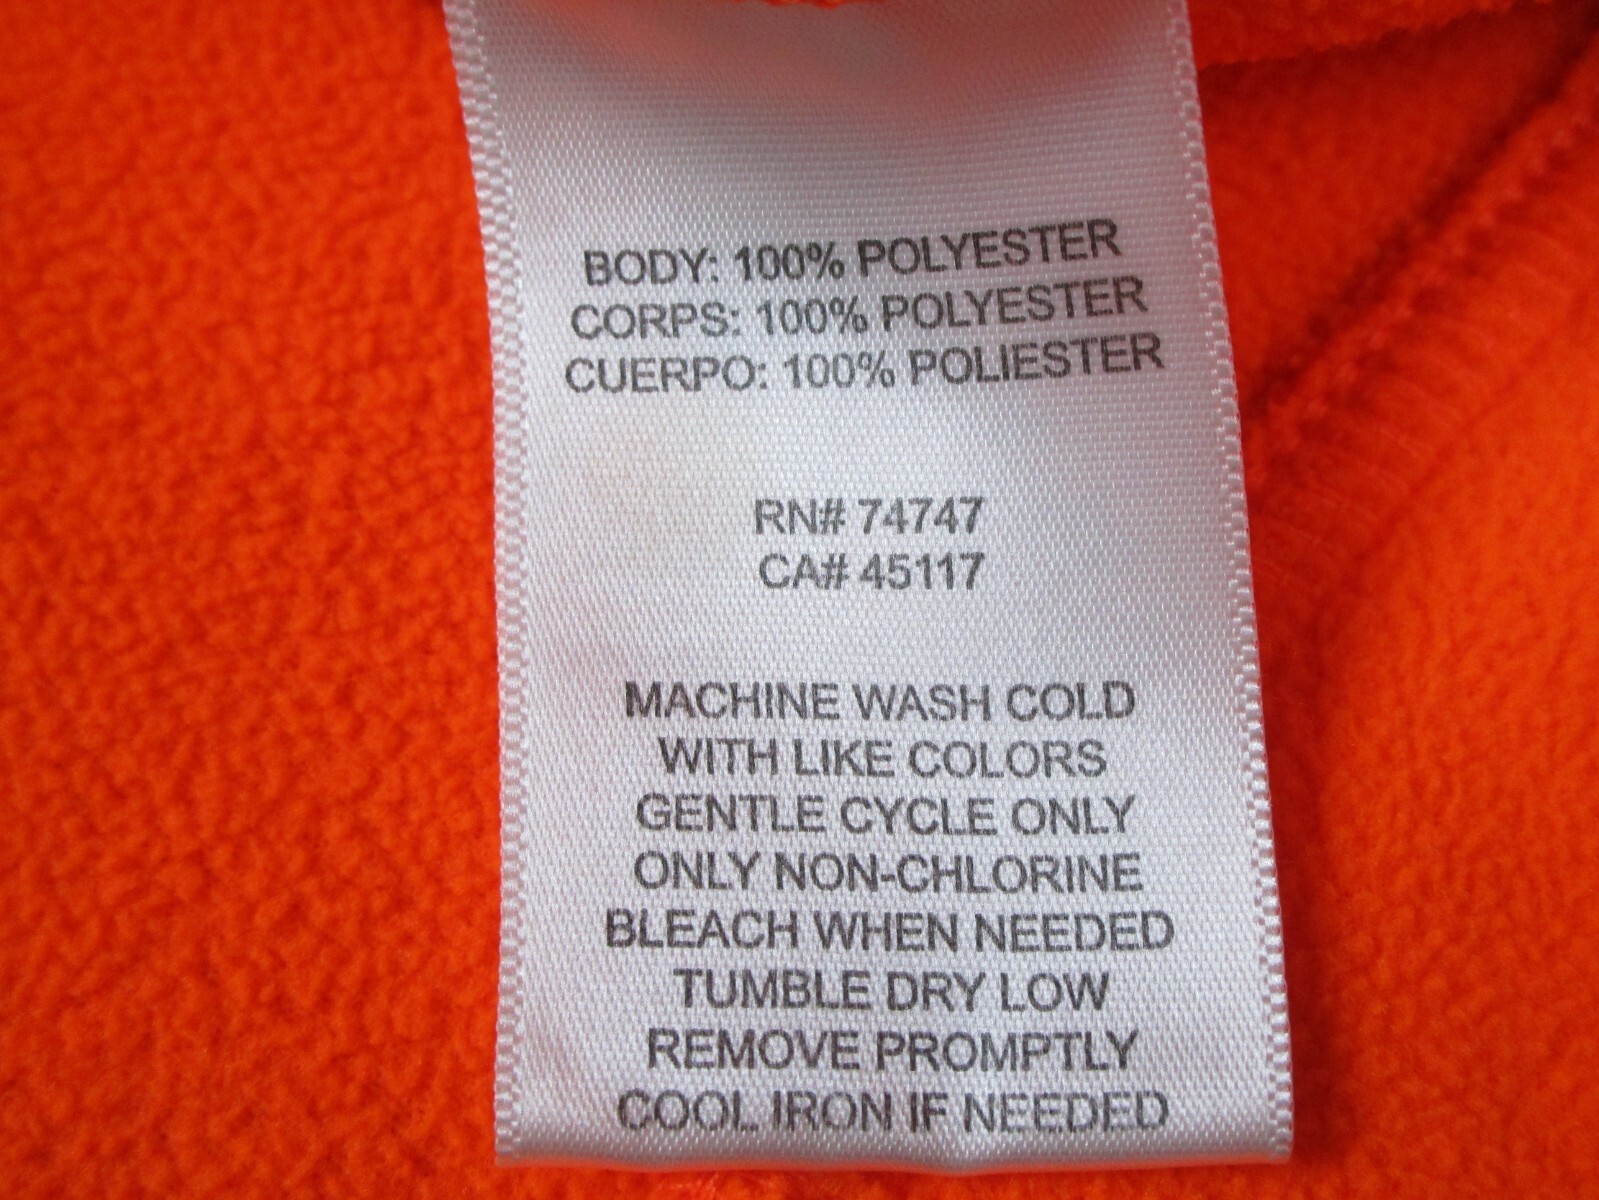 BODY: 100% POLYESTER
CORPS: 100% POLYESTER
CUERPO: 100% POLIESTER
RN# 74747
CA# 45117
MACHINE WASH COLD
WITH LIKE COLORS
GENTLE CYCLE ONLY
ONLY NON-CHLORINE
BLEACH WHEN NEEDED
TUMBLE DRY LOW
REMOVE PROMPTLY
COOL IRON IF NEEDED